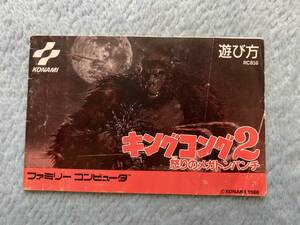 KONAMI
遊び方
RC836
キングコング2
怒りのメガトンパンチ
ファミリー コンピュータ
©KONAMI 1986